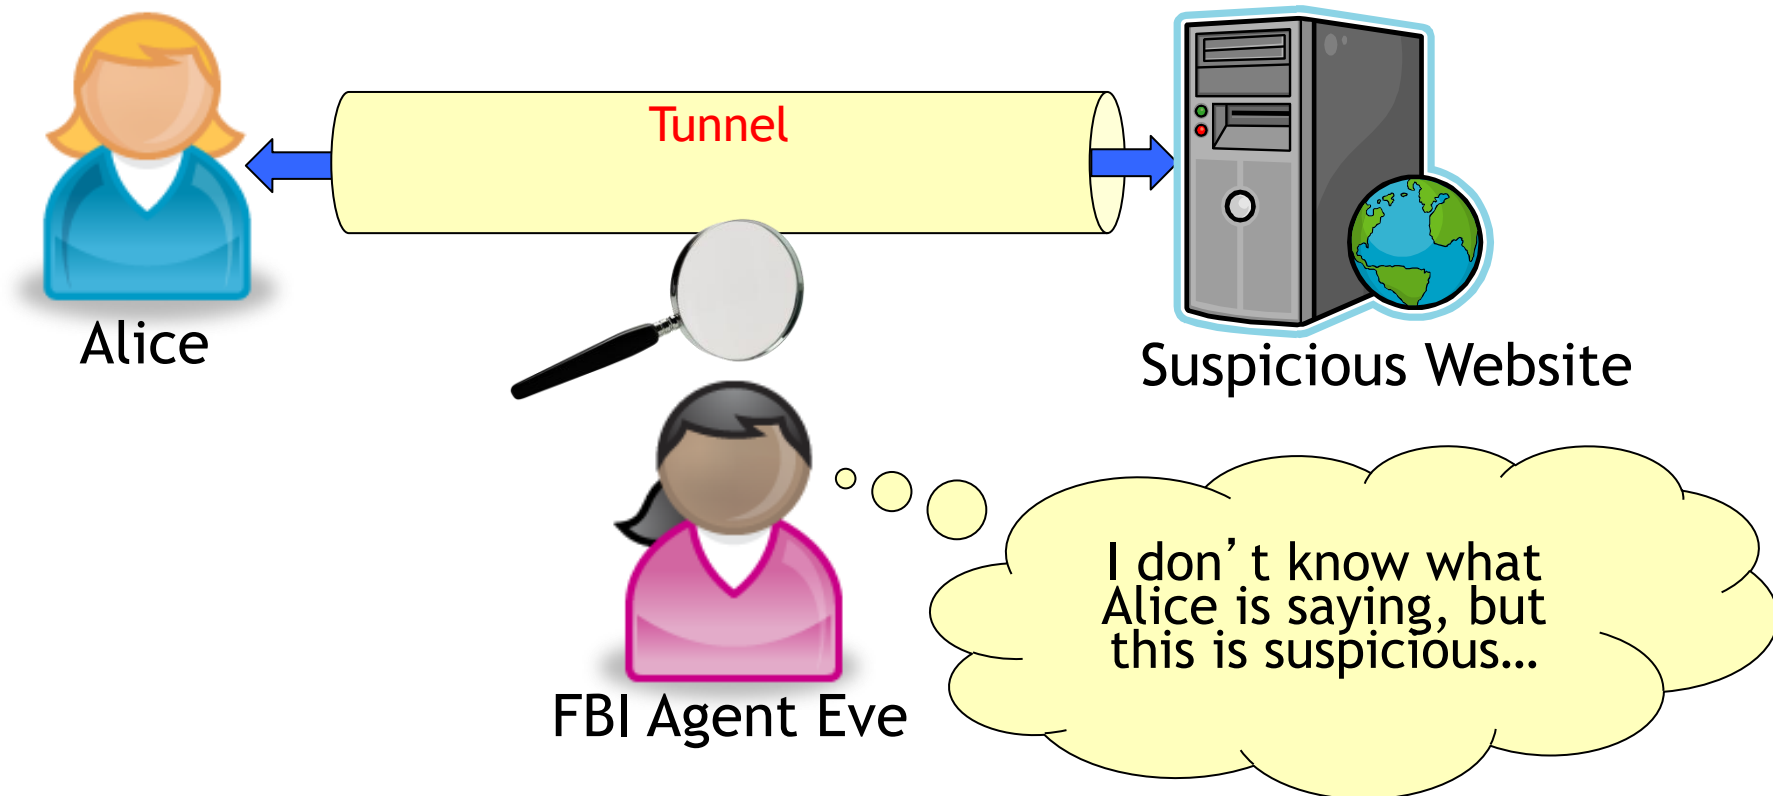 Tunnel
Alice
Suspicious Website
I don’t know what
Alice is saying, but
this is suspicious…
FBI Agent Eve